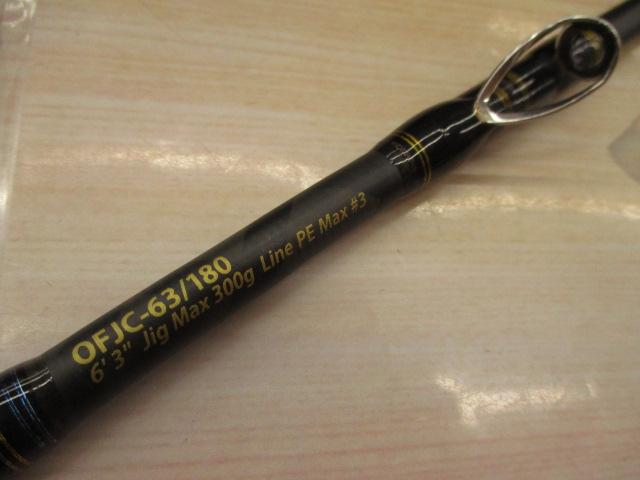 OFJC-63/180
6' 3" Jig Max 300g Line PE Max #3